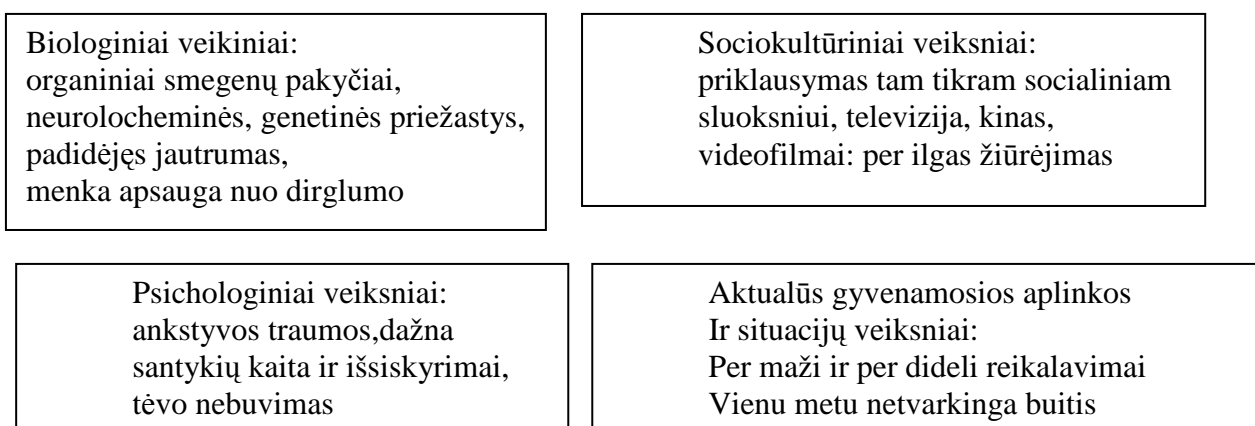 Biologiniai veikiniai:
organiniai smegenų pakyčiai,
neurolocheminės, genetinės priežastys,
padidėjęs jautrumas,
menka apsauga nuo dirglumo
Sociokultūriniai veiksniai:
priklausymas tam tikram socialiniam
sluoksniui, televizija, kinas,
videofilmai: per ilgas žiūrėjimas
Psichologiniai veiksniai:
ankstyvos traumos,dažna
santykių kaita ir išsiskyrimai,
tėvo nebuvimas
Aktualūs gyvenamosios aplinkos
Ir situacijų veiksniai:
Per maži ir per dideli reikalavimai
Vienu metu netvarkinga buitis